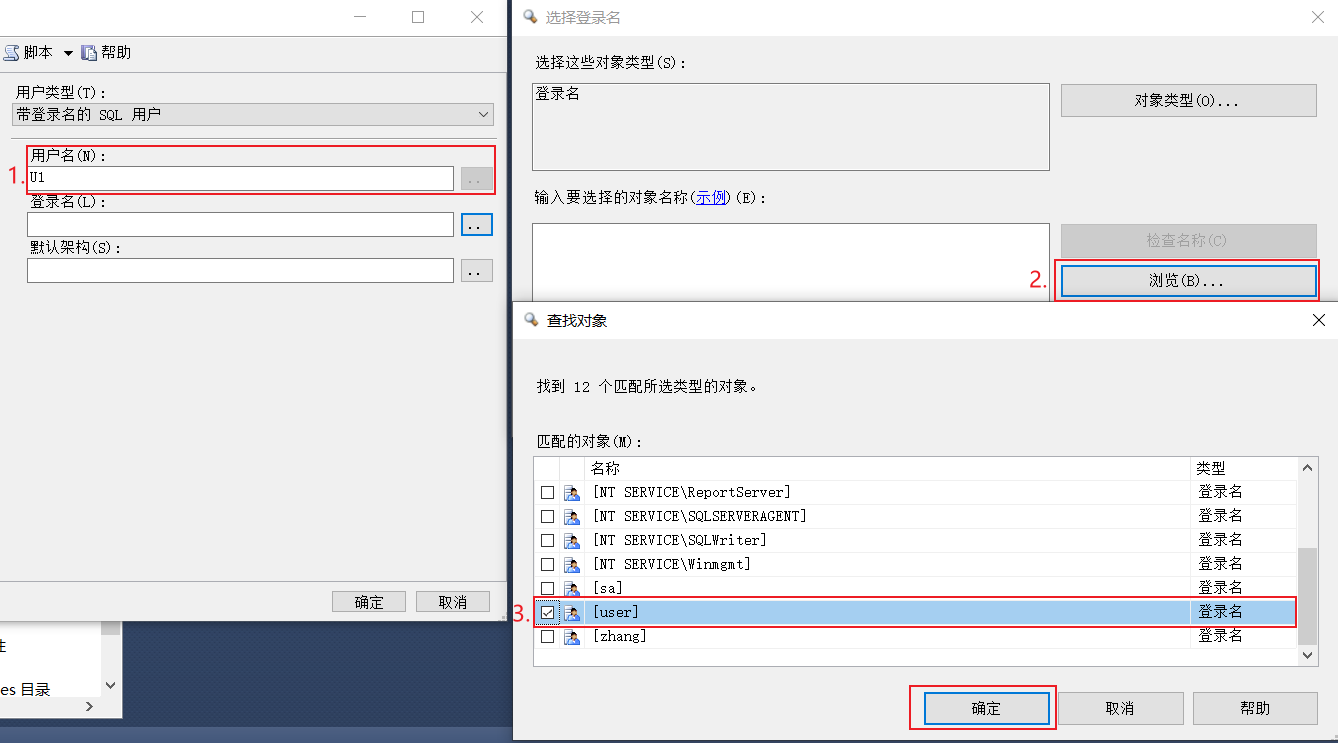 脚本 帮助
用户类型(T):
带登录名的 SQL 用户
1.
用户名(N):
U1
..
登录名(L):
..
默认架构(S):
..
确定 取消
es 目录
选择登录名
选择这些对象类型(S):
登录名
对象类型(O)...
输入要选择的对象名称(示例)(E):
检查名称(C)
2.
浏览(B)...
查找对象
找到 12 个匹配所选类型的对象。
匹配的对象(M):
名称 类型
[NT SERVICE\ReportServer] 登录名
[NT SERVICE\SQLSERVERAGENT] 登录名
[NT SERVICE\SQLWriter] 登录名
[NT SERVICE\Winmgmt] 登录名
[sa] 登录名
3. [user] 登录名
[zhang] 登录名
确定 取消 帮助